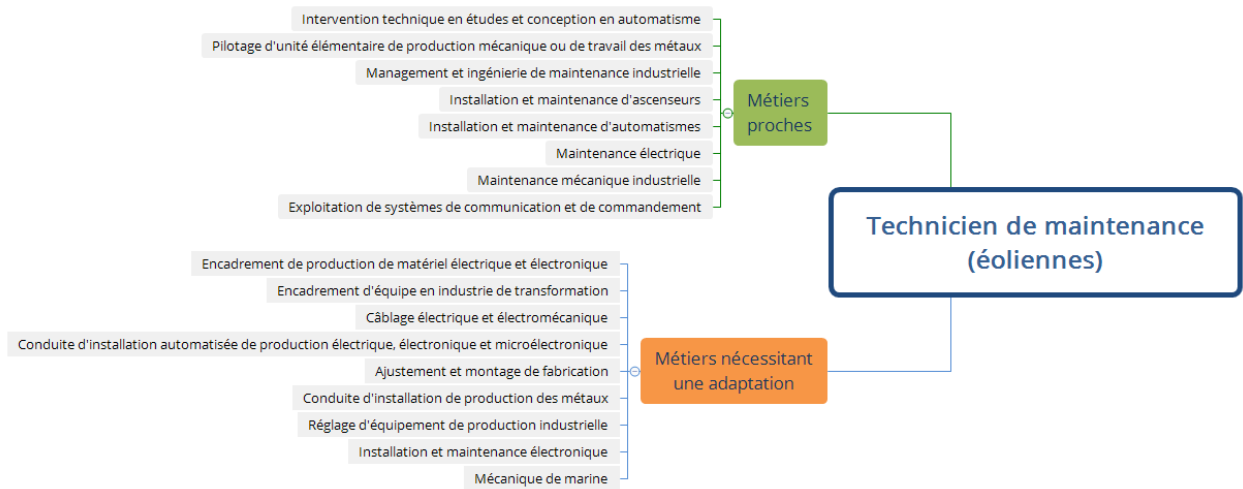 Intervention technique en études et conception en automatisme
Pilotage d'unité élémentaire de production mécanique ou de travail des métaux
Management et ingénierie de maintenance industrielle
Installation et maintenance d'ascenseurs
Installation et maintenance d'automatismes
Maintenance électrique
Maintenance mécanique industrielle
Exploitation de systèmes de communication et de commandement
Métiers
proches
Technicien de maintenance
(éoliennes)
Encadrement de production de matériel électrique et électronique
Encadrement d'équipe en industrie de transformation
Câblage électrique et électromécanique
Conduite d'installation automatisée de production électrique, électronique et microélectronique
Ajustement et montage de fabrication
Conduite d'installation de production des métaux
Réglage d'équipement de production industrielle
Installation et maintenance électronique
Mécanique de marine
Métiers nécessitant
une adaptation